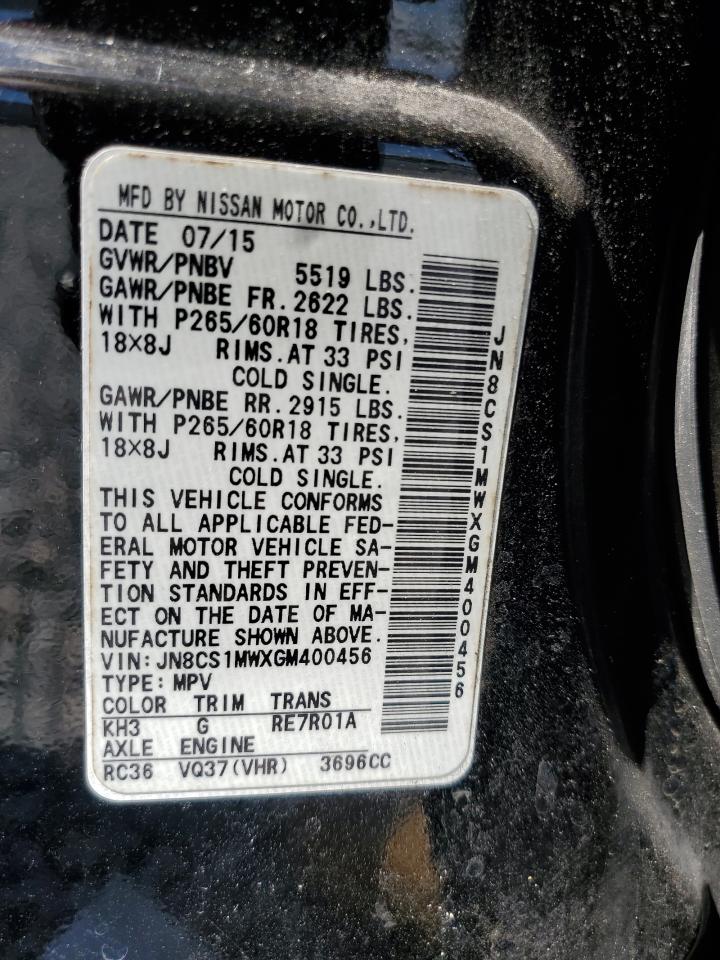 MFD BY NISSAN MOTOR CO.,LTD.
DATE 07/15
GVWR/PNBV 5519 LBS.
GAWR/PNBE FR. 2622 LBS.
WITH P265/60R18 TIRES,
18X8J RIMS.AT 33 PSI
COLD SINGLE.
GAWR/PNBE RR. 2915 LBS.
WITH P265/60R18 TIRES,
18X8J RIMS.AT 33 PSI
COLD SINGLE.
THIS VEHICLE CONFORMS
TO ALL APPLICABLE FED-
ERAL MOTOR VEHICLE SA-
FETY AND THEFT PREVEN-
TION STANDARDS IN EFF-
ECT ON THE DATE OF MA-
NUFACTURE SHOWN ABOVE.
VIN:JN8CS1MWXGM400456
TYPE:MPV
COLOR TRIM TRANS
KH3 G RE7R01A
AXLE ENGINE
RC36 VQ37(VHR) 3696CC
JN8CS1MWXGM400456